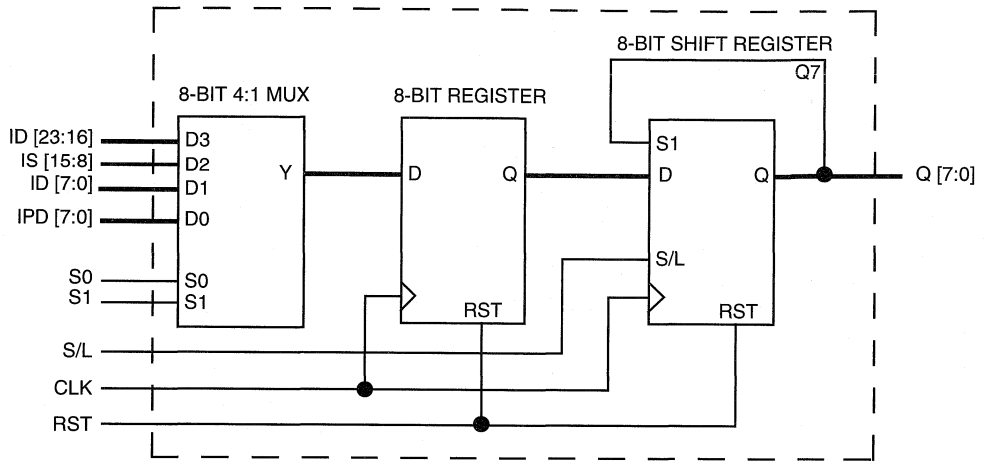 8-BIT SHIFT REGISTER
Q7
8-BIT 4:1 MUX
8-BIT REGISTER
ID [23:16]
IS [15:8]
ID [7:0]
IPD [7:0]
S0
S1
D3
D2
D1
D0
Y
S0
S1
D
Q
RST
S1
D
Q
S/L
RST
Q [7:0]
S/L
CLK
RST